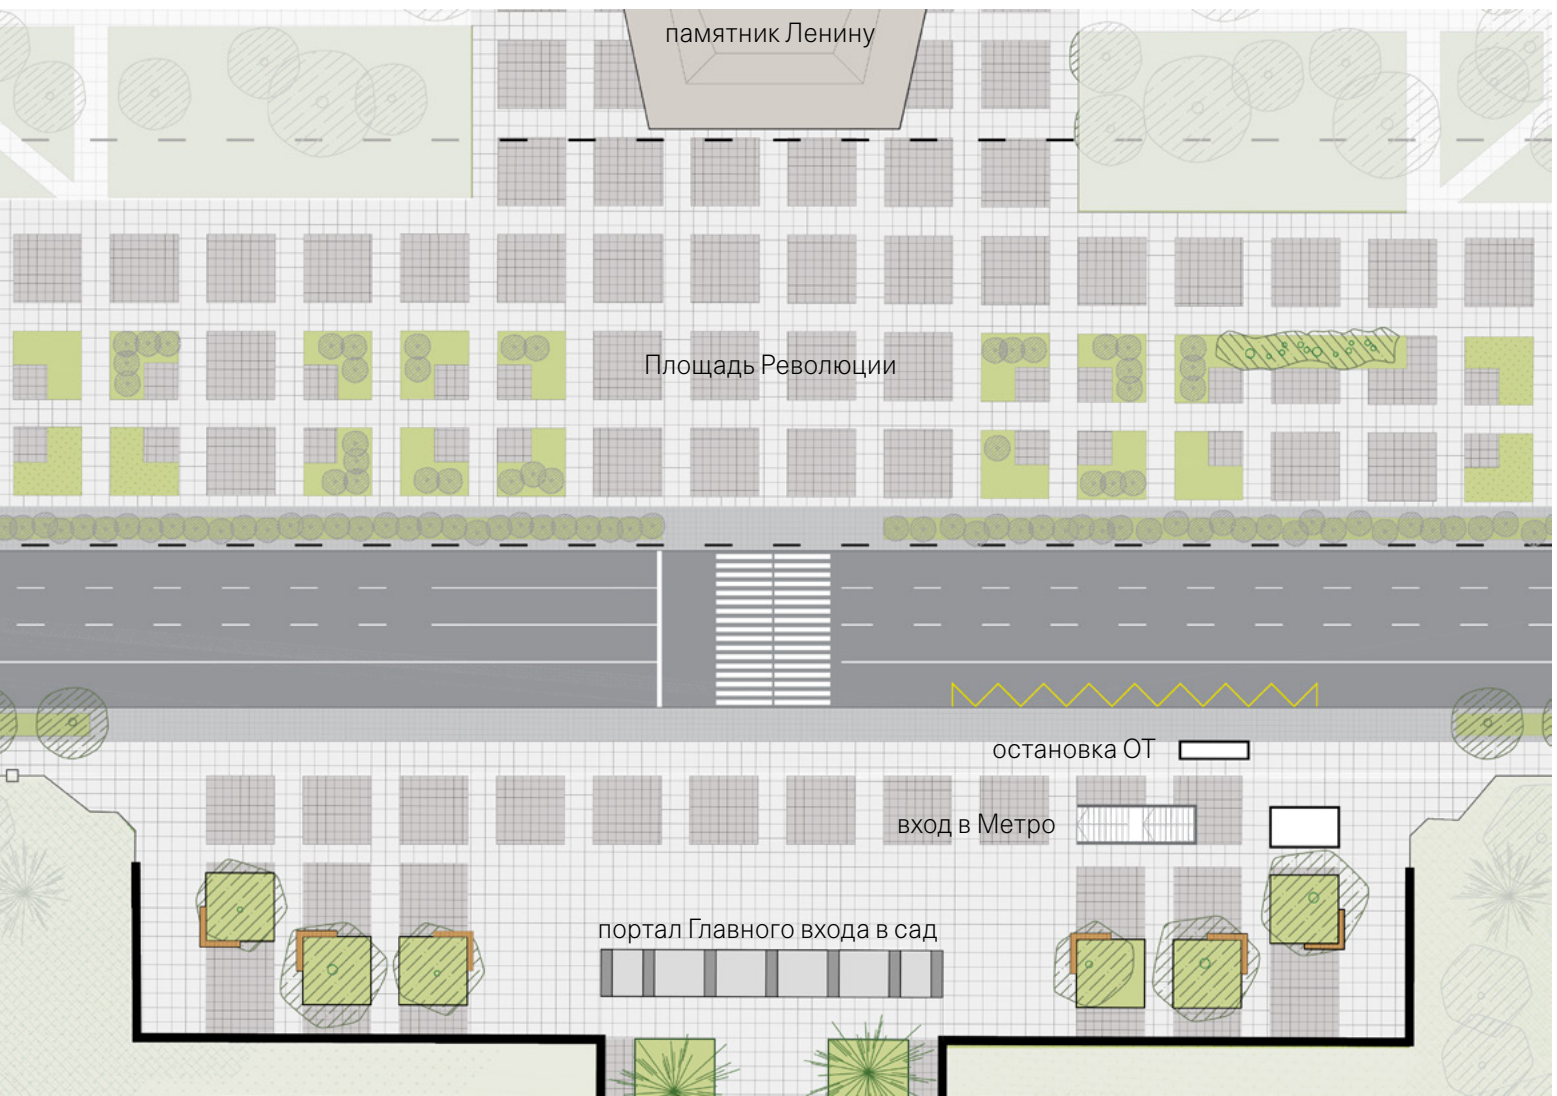 памятник Ленину
Площадь Революции
остановка ОТ
вход в Метро
портал Главного входа в сад